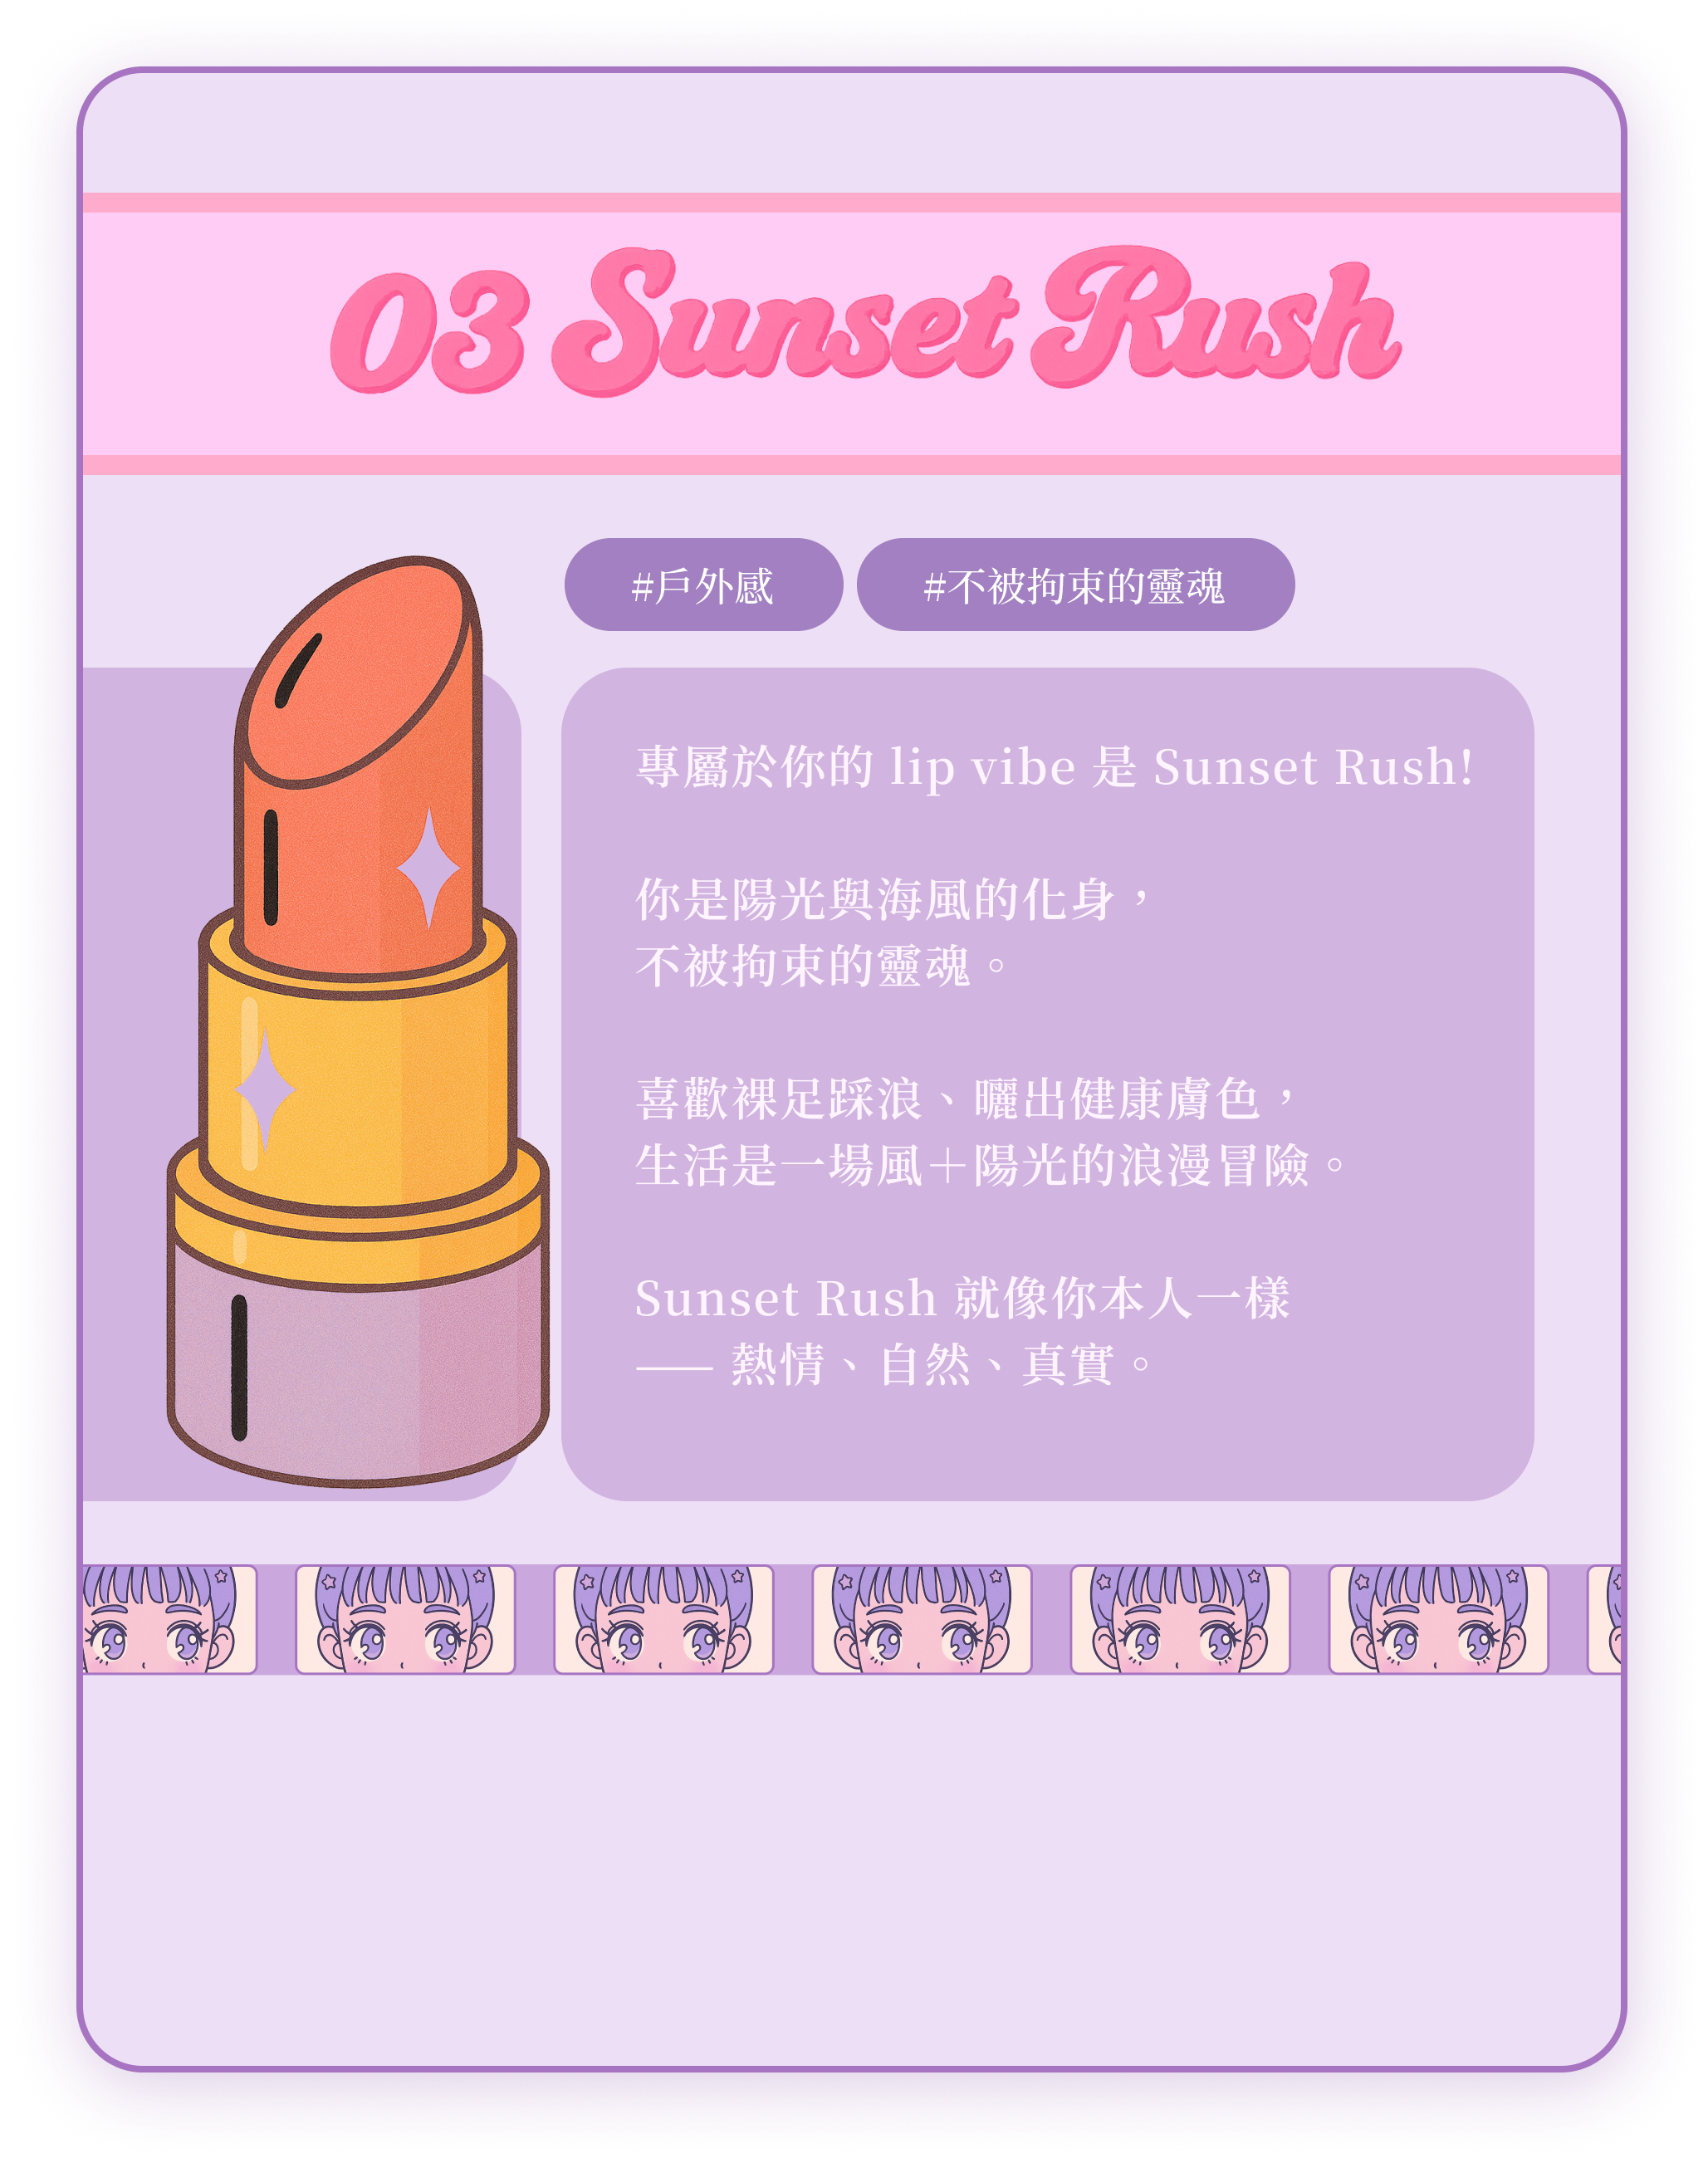 03 Sunset Rush
#戶外感
#不被拘束的靈魂
專屬於你的 lip vibe 是 Sunset Rush!
你是陽光與海風的化身，
不被拘束的靈魂。
喜歡裸足踩浪、曬出健康膚色，
生活是一場風＋陽光的浪漫冒險。
Sunset Rush 就像你本人一樣
—— 熱情、自然、真實。